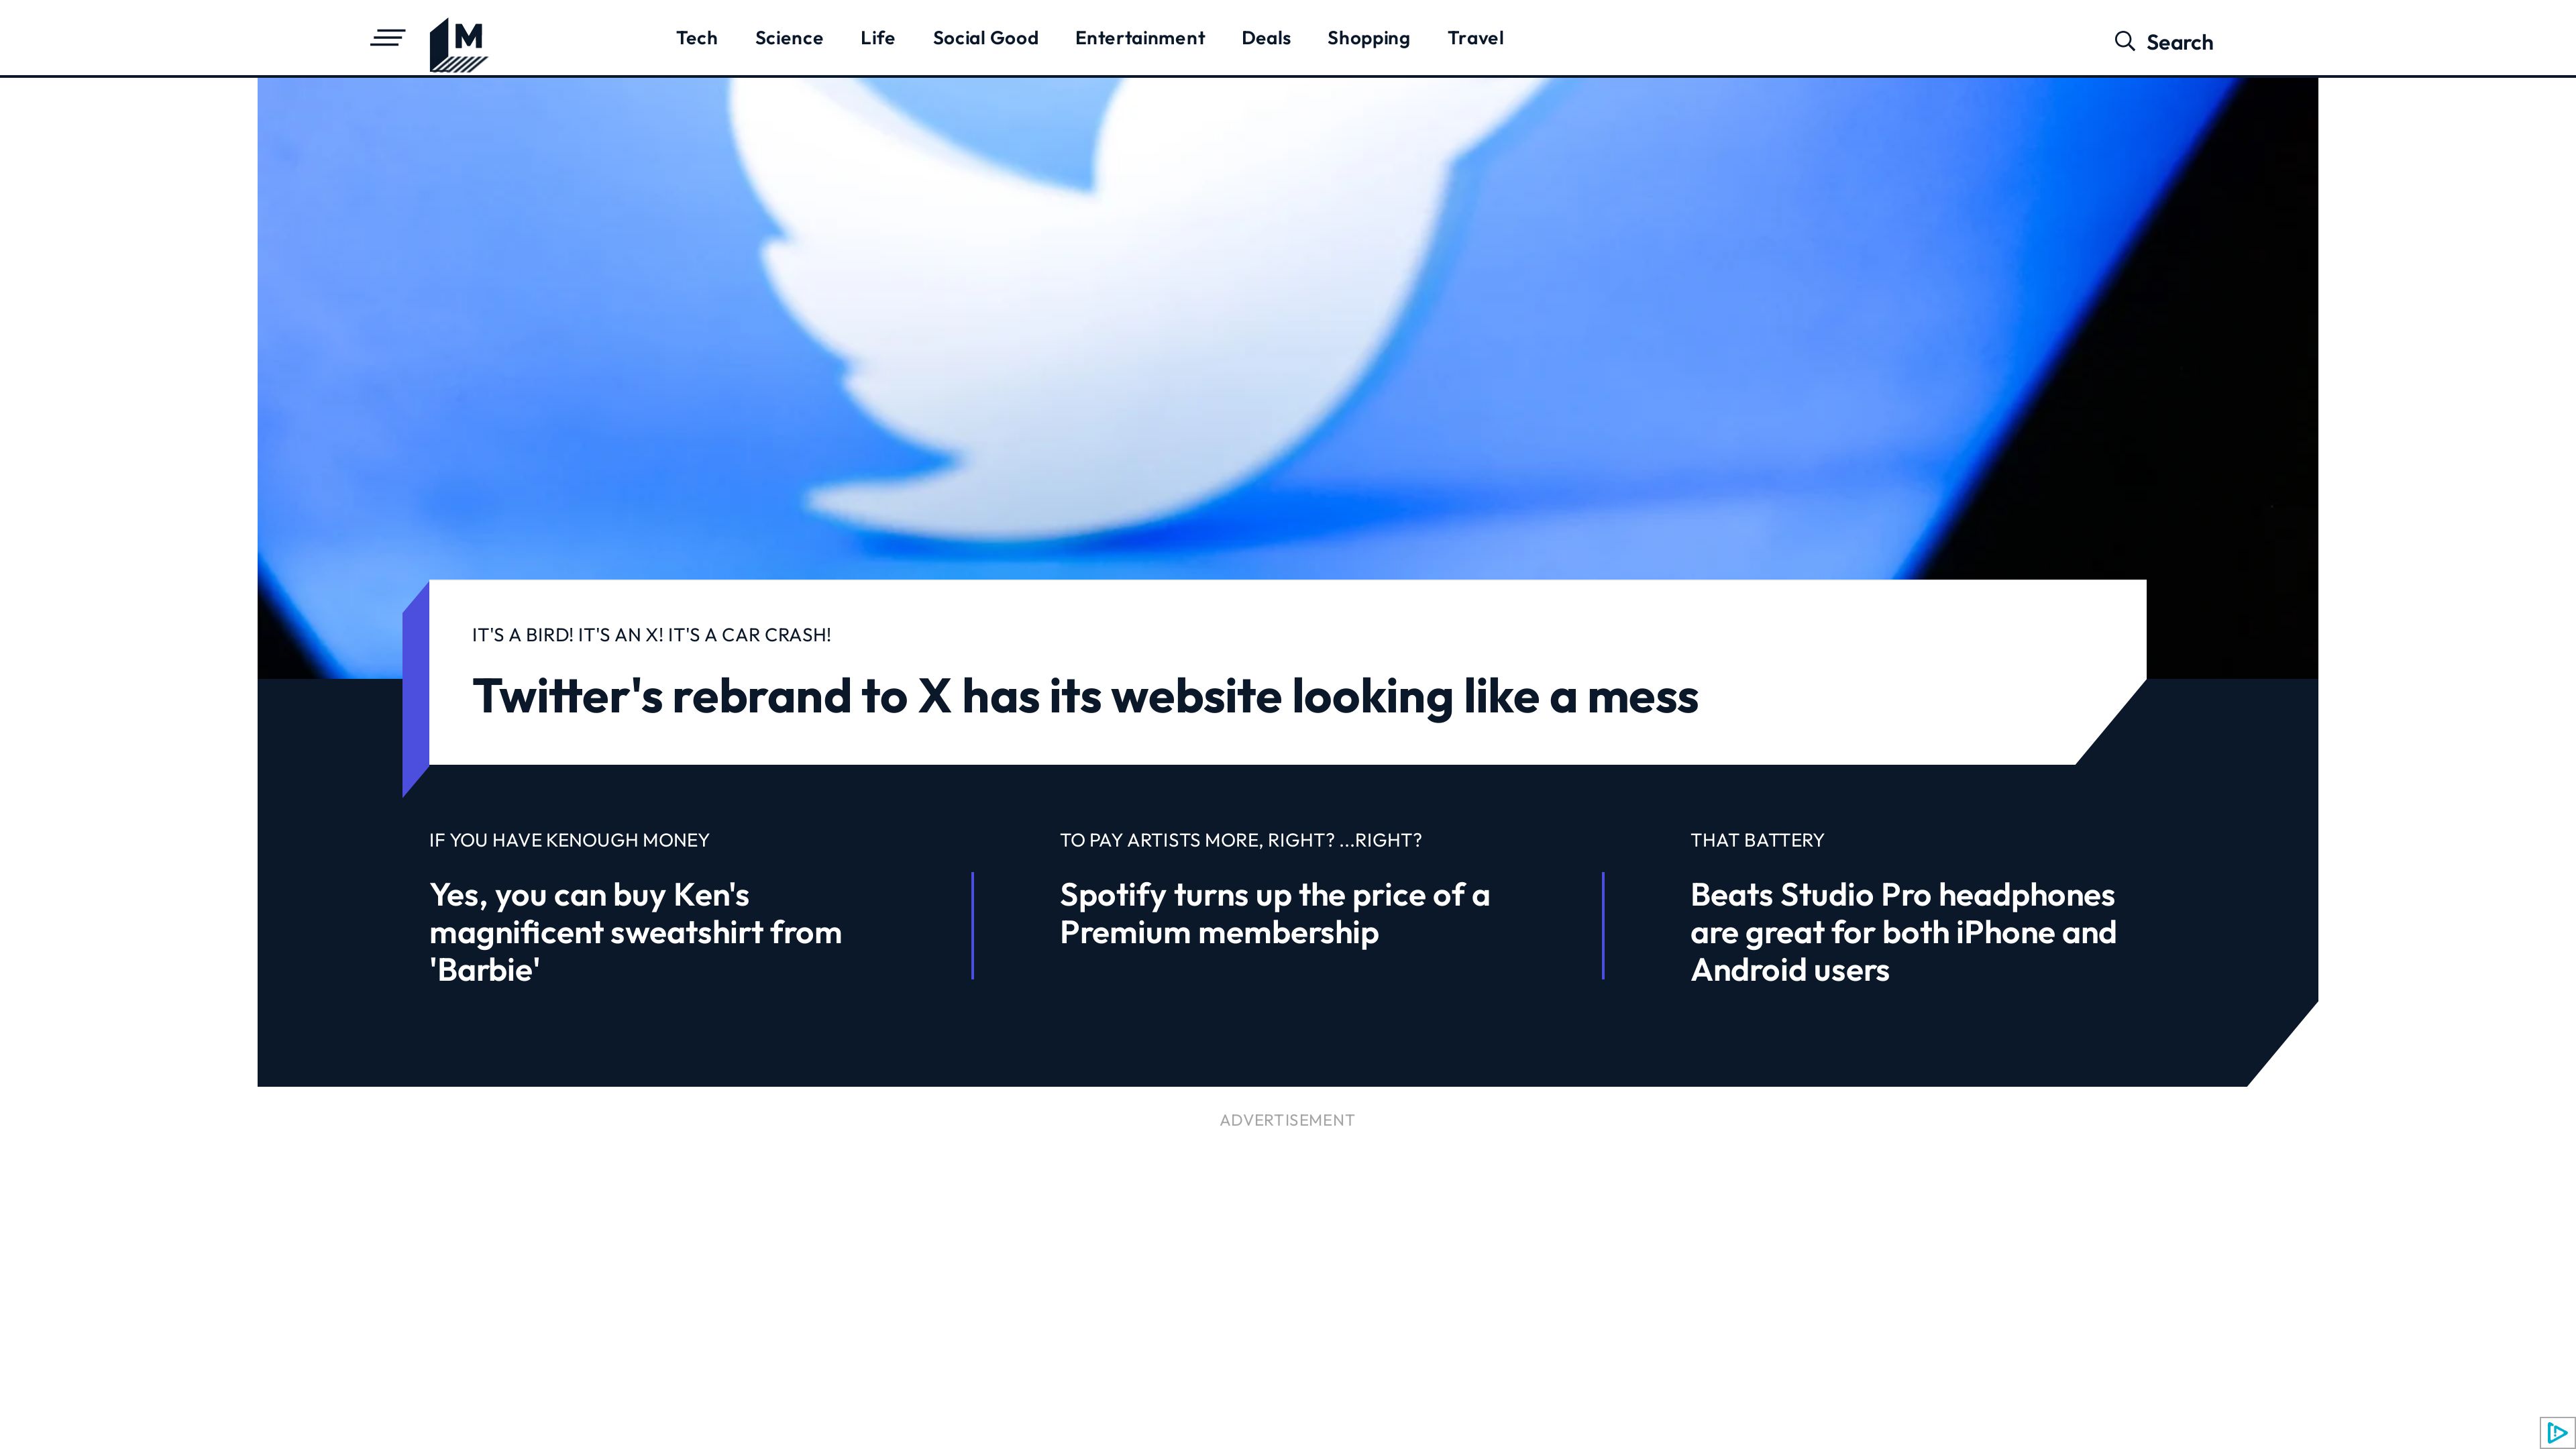 M
Tech Science Life Social Good Entertainment Deals Shopping Travel
Search
IT'S A BIRD! IT'S AN X! IT'S A CAR CRASH!
Twitter's rebrand to X has its website looking like a mess
IF YOU HAVE KENOUGH MONEY
Yes, you can buy Ken's
magnificent sweatshirt from
'Barbie'
TO PAY ARTISTS MORE, RIGHT? ...RIGHT?
Spotify turns up the price of a
Premium membership
THAT BATTERY
Beats Studio Pro headphones
are great for both iPhone and
Android users
ADVERTISEMENT